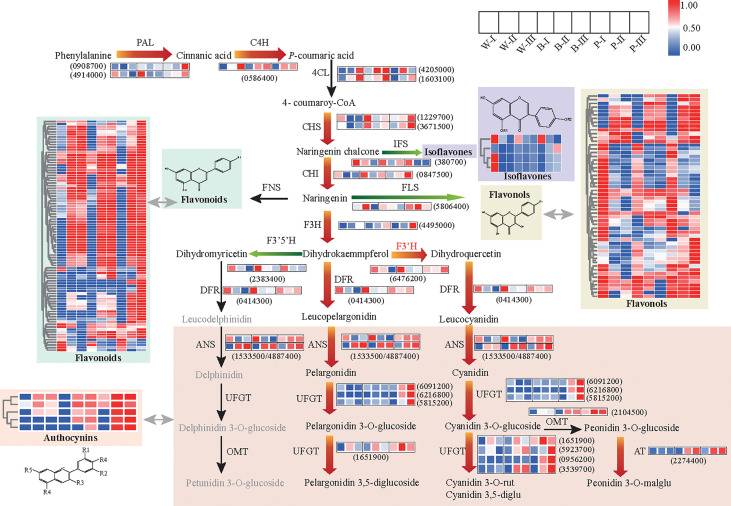 1.00
0.50
0.00
W-I
W-II
W-III
B-I
B-II
B-III
P-I
P-II
P-III
PAL
C4H
Phenylalanine
Cinnanic acid
P-coumaric acid
(0908700)
(4914000)
(0586400)
4CL
(4205000)
(1603100)
4- coumaroy-CoA
CHS
(1229700)
(3671500)
Naringenin chalcone
IFS
Isoflavones
(380700)
CHI
(0847500)
Isoflavones
FNS
Naringenin
FLS
(5806400)
Flavonoids
Flavonols
F3H
(4495000)
Flavonols
Dihydromyricetin
F3'5'H
Dihydokaemmpferol
F3'H
Dihydroquercetin
(2383400)
(6476200)
DFR
(0414300)
DFR
(0414300)
DFR
(0414300)
Leucodelphinidin
Leucopelargonidin
Leucocyanidin
Flavonoids
ANS
(1533500/4887400)
ANS
(1533500/4887400)
ANS
(1533500/4887400)
Delphinidin
Pelargonidin
Cyanidin
UFGT
UFGT
(6091200)
(6216800)
(5815200)
UFGT
(6091200)
(6216800)
(5815200)
(2104500)
Authocynins
Delphinidin 3-O-glucoside
Pelargonidin 3-O-glucoside
Cyanidin 3-O-glucoside
OMT
Peonidin 3-O-glucoside
OMT
UFGT
(1651900)
UFGT
(1651900)
(5923700)
(0956200)
(3539700)
AT
(2274400)
Petunidin 3-O-glucoside
Pelargonidin 3,5-diglucoside
Cyanidin 3-O-rut
Cyanidin 3,5-diglu
Peonidin 3-O-malglu
R1
R4
R2
R3
R5
R4